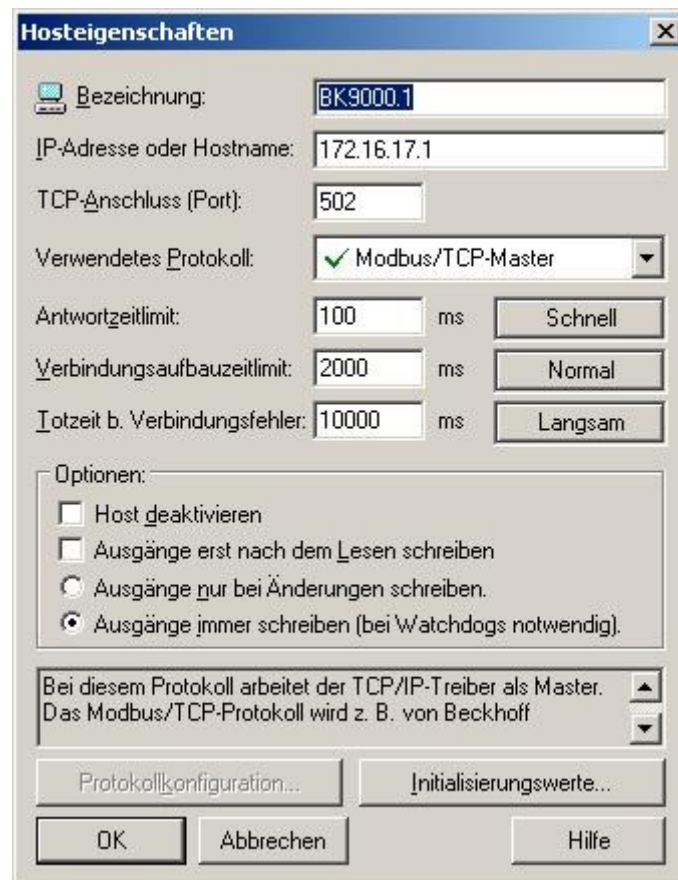 Hosteigenschaften
Bezeichnung: BK9000.1
IP-Adresse oder Hostname: 172.16.17.1
TCP-Anschluss (Port): 502
Verwendetes Protokoll: Modbus/TCP-Master
Antwortzeitlimit: 100 ms Schnell
Verbindungsaufbauzeitlimit: 2000 ms Normal
Totzeit b. Verbindungsfehler: 10000 ms Langsam
Optionen:
Host deaktivieren
Ausgänge erst nach dem Lesen schreiben
Ausgänge nur bei Änderungen schreiben.
Ausgänge immer schreiben (bei Watchdogs notwendig).
Bei diesem Protokoll arbeitet der TCP/IP-Treiber als Master.
Das Modbus/TCP-Protokoll wird z. B. von Beckhoff
Protokollkonfiguration... Initialisierungswerte...
OK Abbrechen Hilfe